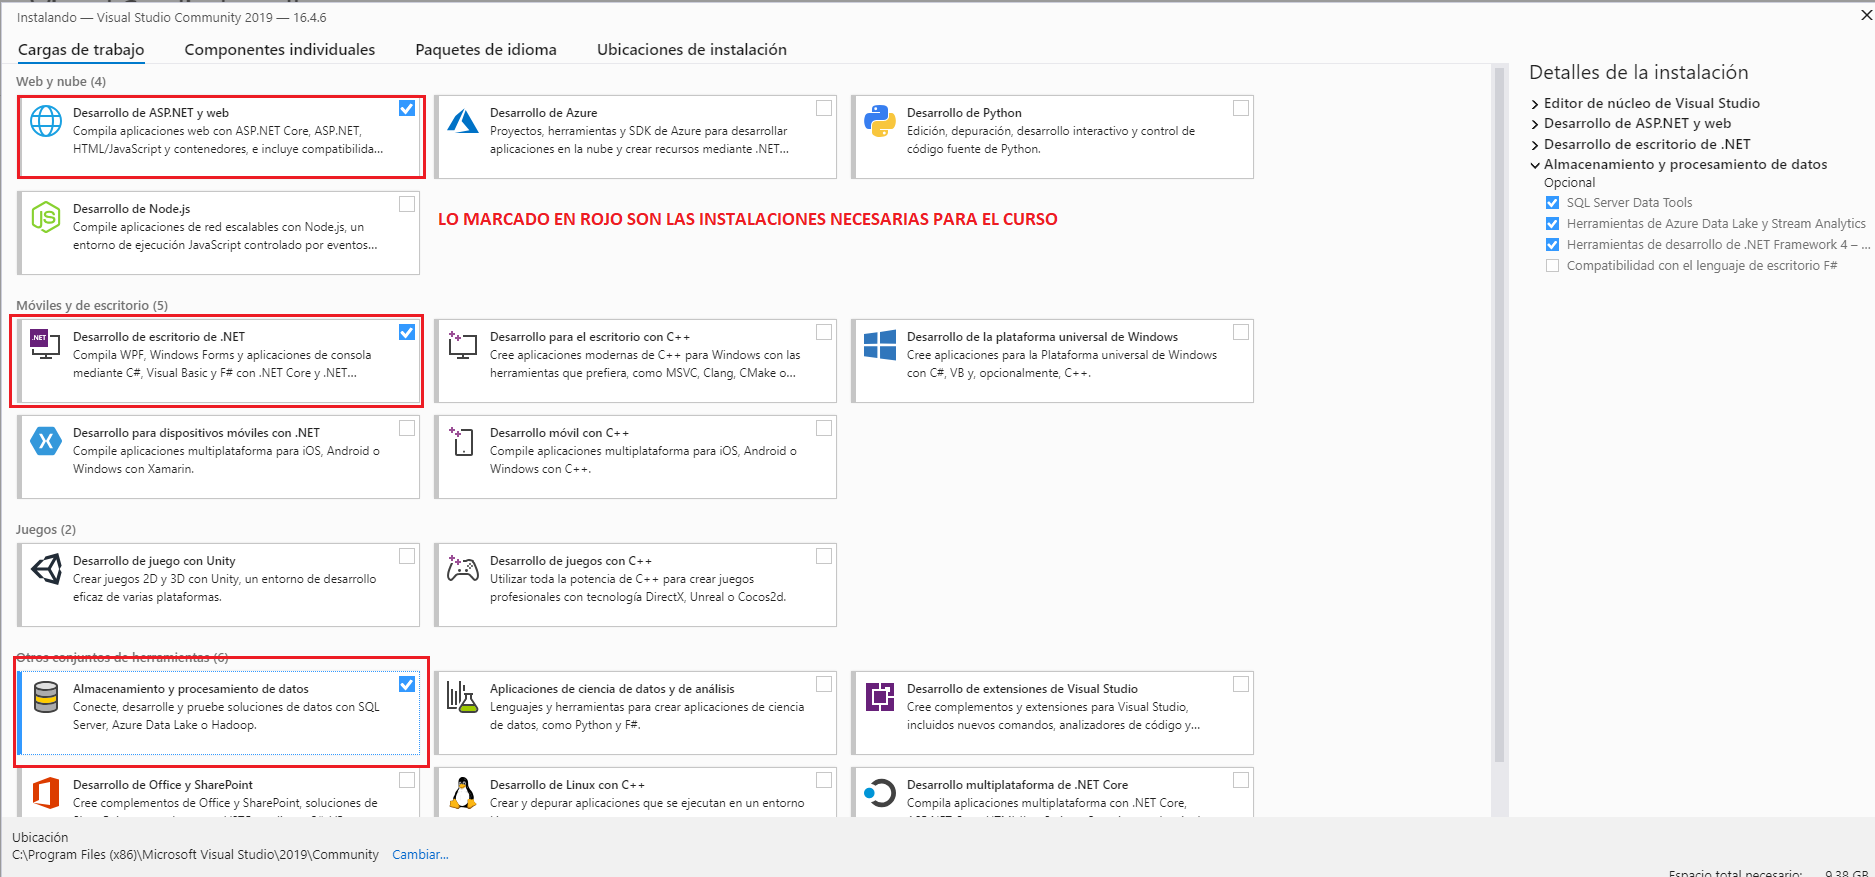 Instalando — Visual Studio Community 2019 — 16.4.6
Cargas de trabajo
Componentes individuales
Paquetes de idioma
Ubicaciones de instalación
Web y nube (4)
Desarrollo de ASP.NET y web
Compila aplicaciones web con ASP.NET Core, ASP.NET,
HTML/JavaScript y contenedores, e incluye compatibilida...
Desarrollo de Azure
Proyectos, herramientas y SDK de Azure para desarrollar
aplicaciones en la nube y crear recursos mediante .NET...
Desarrollo de Python
Edición, depuración, desarrollo interactivo y control de
código fuente de Python.
Desarrollo de Node.js
Compile aplicaciones de red escalables con Node.js, un
entorno de ejecución JavaScript controlado por eventos...
LO MARCADO EN ROJO SON LAS INSTALACIONES NECESARIAS PARA EL CURSO
Móviles y de escritorio (5)
Desarrollo de escritorio de .NET
Compila WPF, Windows Forms y aplicaciones de consola
mediante C#, Visual Basic y F# con .NET Core y .NET...
Desarrollo para el escritorio con C++
Cree aplicaciones modernas de C++ para Windows con las
herramientas que prefiera, como MSVC, Clang, CMake o...
Desarrollo de la plataforma universal de Windows
Cree aplicaciones para la Plataforma universal de Windows
con C#, VB y, opcionalmente, C++.
Desarrollo para dispositivos móviles con .NET
Compile aplicaciones multiplataforma para iOS, Android o
Windows con Xamarin.
Desarrollo móvil con C++
Compile aplicaciones multiplataforma para iOS, Android o
Windows con C++.
Juegos (2)
Desarrollo de juego con Unity
Crear juegos 2D y 3D con Unity, un entorno de desarrollo
eficaz de varias plataformas.
Desarrollo de juegos con C++
Utilizar toda la potencia de C++ para crear juegos
profesionales con tecnología DirectX, Unreal o Cocos2d.
Otros conjuntos de herramientas (6)
Almacenamiento y procesamiento de datos
Conecte, desarrolle y pruebe soluciones de datos con SQL
Server, Azure Data Lake o Hadoop.
Aplicaciones de ciencia de datos y de análisis
Lenguajes y herramientas para crear aplicaciones de ciencia
de datos, como Python y F#.
Desarrollo de extensiones de Visual Studio
Cree complementos y extensiones para Visual Studio,
incluidos nuevos comandos, analizadores de código y...
Desarrollo de Office y SharePoint
Cree complementos de Office y SharePoint, soluciones de
Desarrollo de Linux con C++
Crear y depurar aplicaciones que se ejecutan en un entorno
Desarrollo multiplataforma de .NET Core
Compila aplicaciones multiplataforma con .NET Core,
Detalles de la instalación
Editor de núcleo de Visual Studio
Desarrollo de ASP.NET y web
Desarrollo de escritorio de .NET
Almacenamiento y procesamiento de datos
Opcional
SQL Server Data Tools
Herramientas de Azure Data Lake y Stream Analytics
Herramientas de desarrollo de .NET Framework 4 – ...
Compatibilidad con el lenguaje de escritorio F#
Ubicación
C:\Program Files (x86)\Microsoft Visual Studio\2019\Community
Cambiar...
Espacio total necesario: 9.38 GB